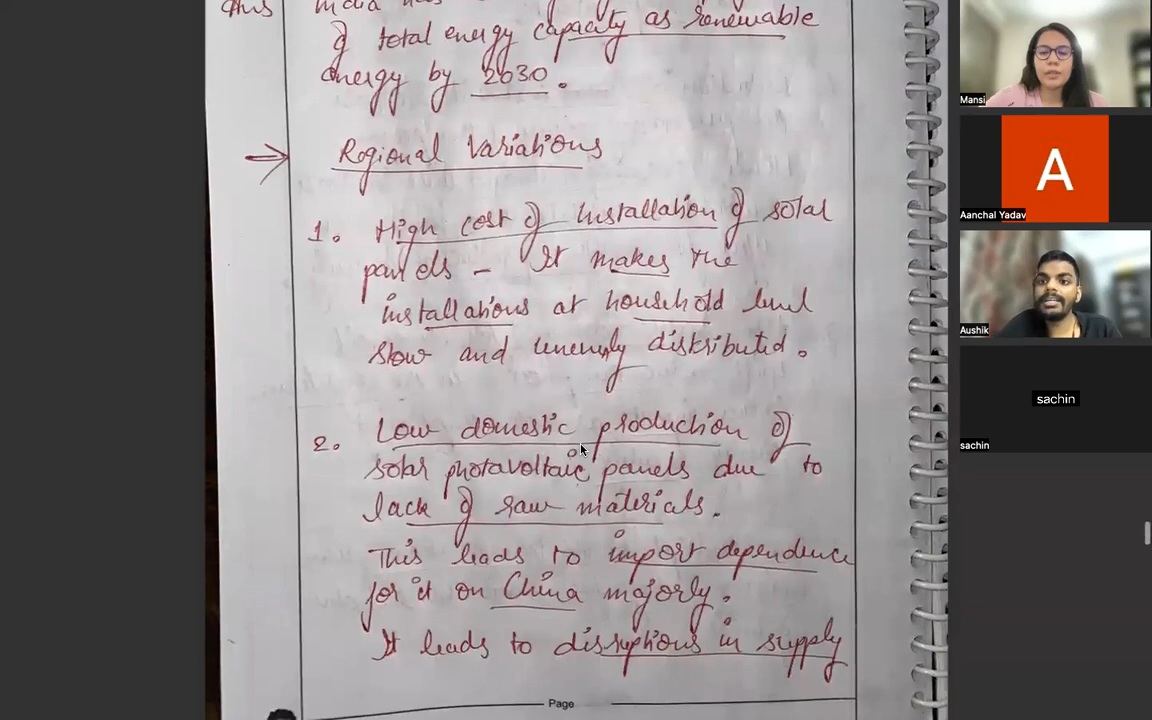 this India has
of total energy capacity as renewable
energy by 2030.
Regional Variations
1. High cost of installation of solar
panels - It makes the
installations at household level
slow and unevenly distributed.
2. Low domestic production of
solar photovoltaic panels due to
lack of raw materials.
This leads to import dependence
for it on China majorly.
It leads to disruptions in supply
Page
Mansi
A
Aanchal Yadav
Aushik
sachin
sachin